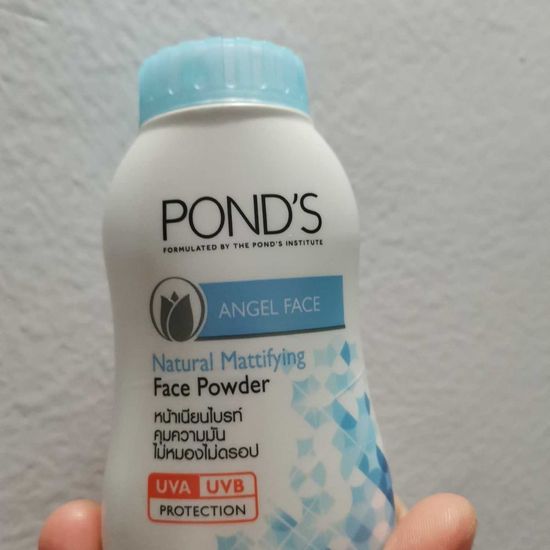 POND'S
FORMULATED BY THE POND'S INSTITUTE
ANGEL FACE
Natural Mattifying
Face Powder
หน้าเนียนไบรท์
คุมความมัน
ไม่หมองไม่ดรอป
UVA UVB
PROTECTION